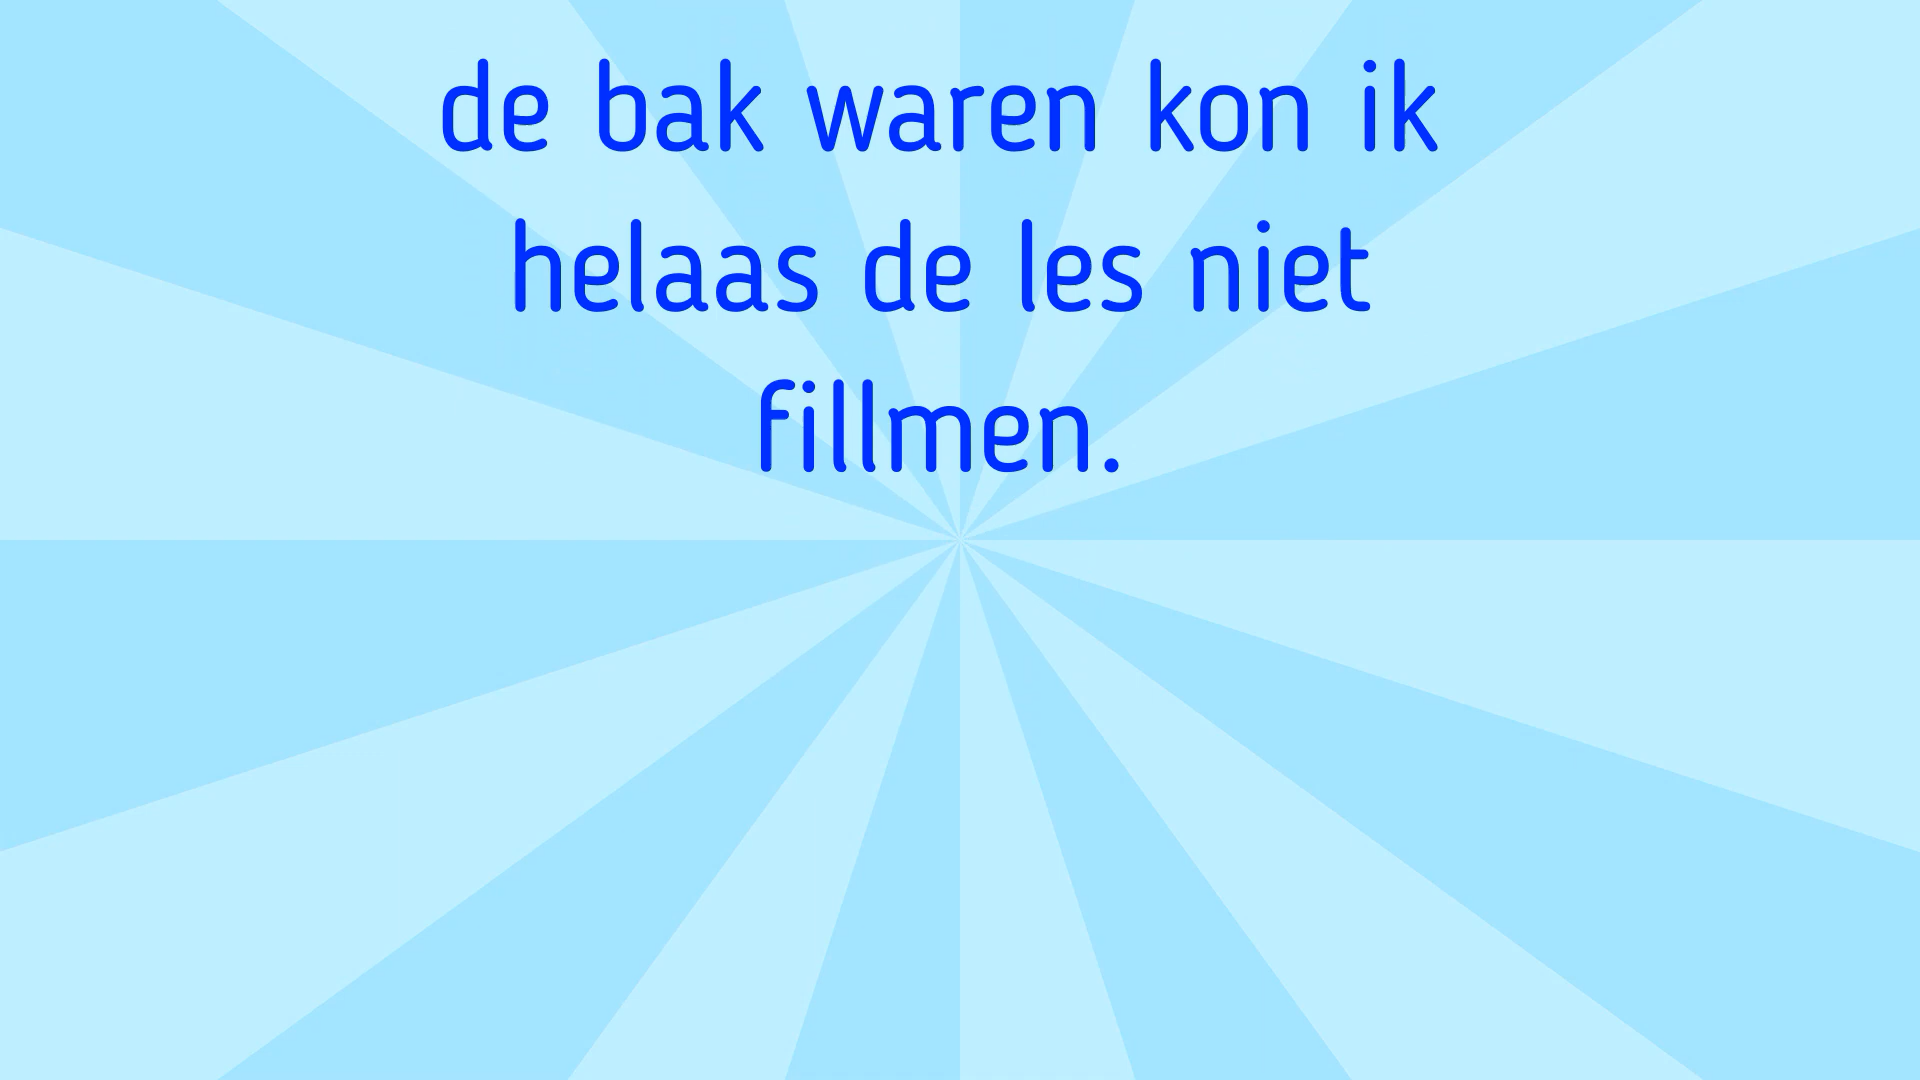 de bak waren kon ik
helaas de les niet
fillmen.